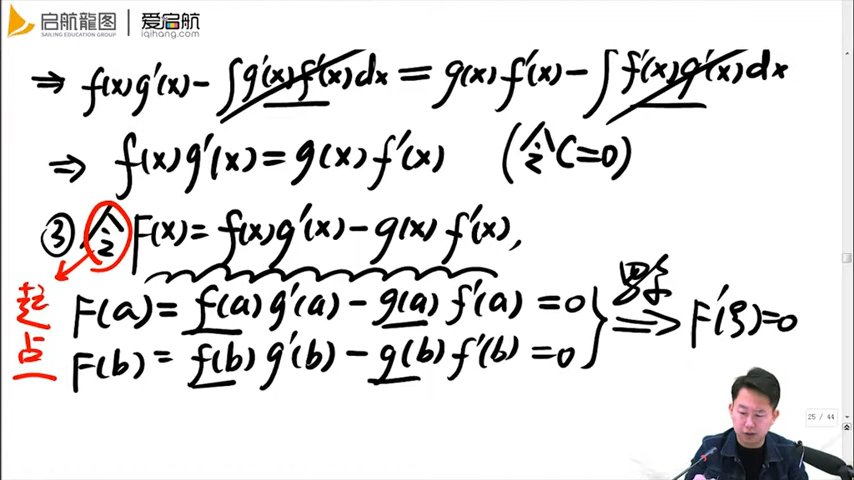 启航龍图 | 爱启航
SAILING EDUCATION GROUP iqihang.com
⇒ f(x)g'(x) - ∫g'(x)f'(x)dx = g(x)f'(x) - ∫f'(x)g'(x)dx
⇒ f(x)g'(x) = g(x)f'(x) (令C=0)
③ 令 F(x) = f(x)g'(x) - g(x)f'(x),
起点
F(a) = f(a)g'(a) - g(a)f'(a) = 0
F(b) = f(b)g'(b) - g(b)f'(b) = 0
罗尔 ⇒ F'(ξ)=0
25 / 44